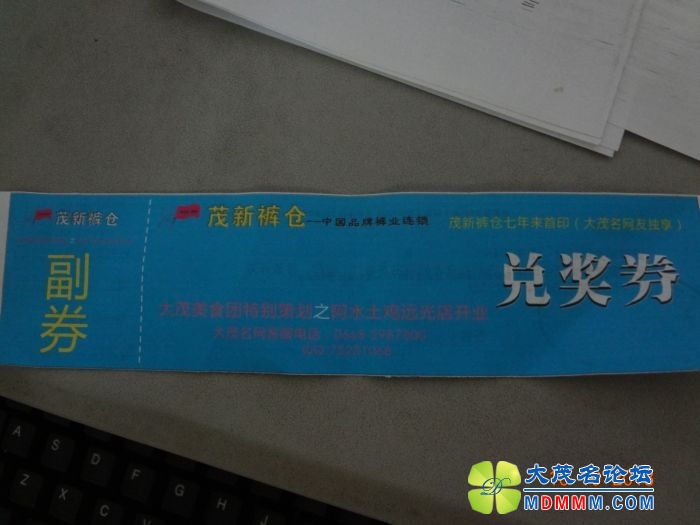 茂新裤仓
副
券
茂新裤仓--中国品牌裤业连锁
茂新裤仓七年来首印（大茂名网友独享）
兑奖券
大茂美食团特别策划之阿水土鸡远光店开业
大茂名网客服电话 0668-2987300
A S D F
Z X C
大茂名论坛
MDMMM.COM